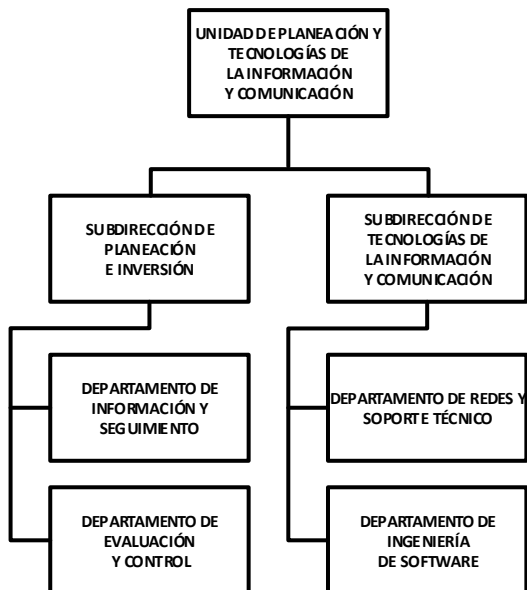 UNIDAD DE PLANEACIÓN Y
TECNOLOGÍAS DE
LA INFORMACIÓN
Y COMUNICACIÓN
SUBDIRECCIÓN DE
PLANEACIÓN
E INVERSIÓN
SUBDIRECCIÓN DE
TECNOLOGÍAS DE
LA INFORMACIÓN
Y COMUNICACIÓN
DEPARTAMENTO DE
INFORMACIÓN Y
SEGUIMIENTO
DEPARTAMENTO DE REDES Y
SOPORTE TÉCNICO
DEPARTAMENTO DE
EVALUACIÓN
Y CONTROL
DEPARTAMENTO DE
INGENIERÍA
DE SOFTWARE